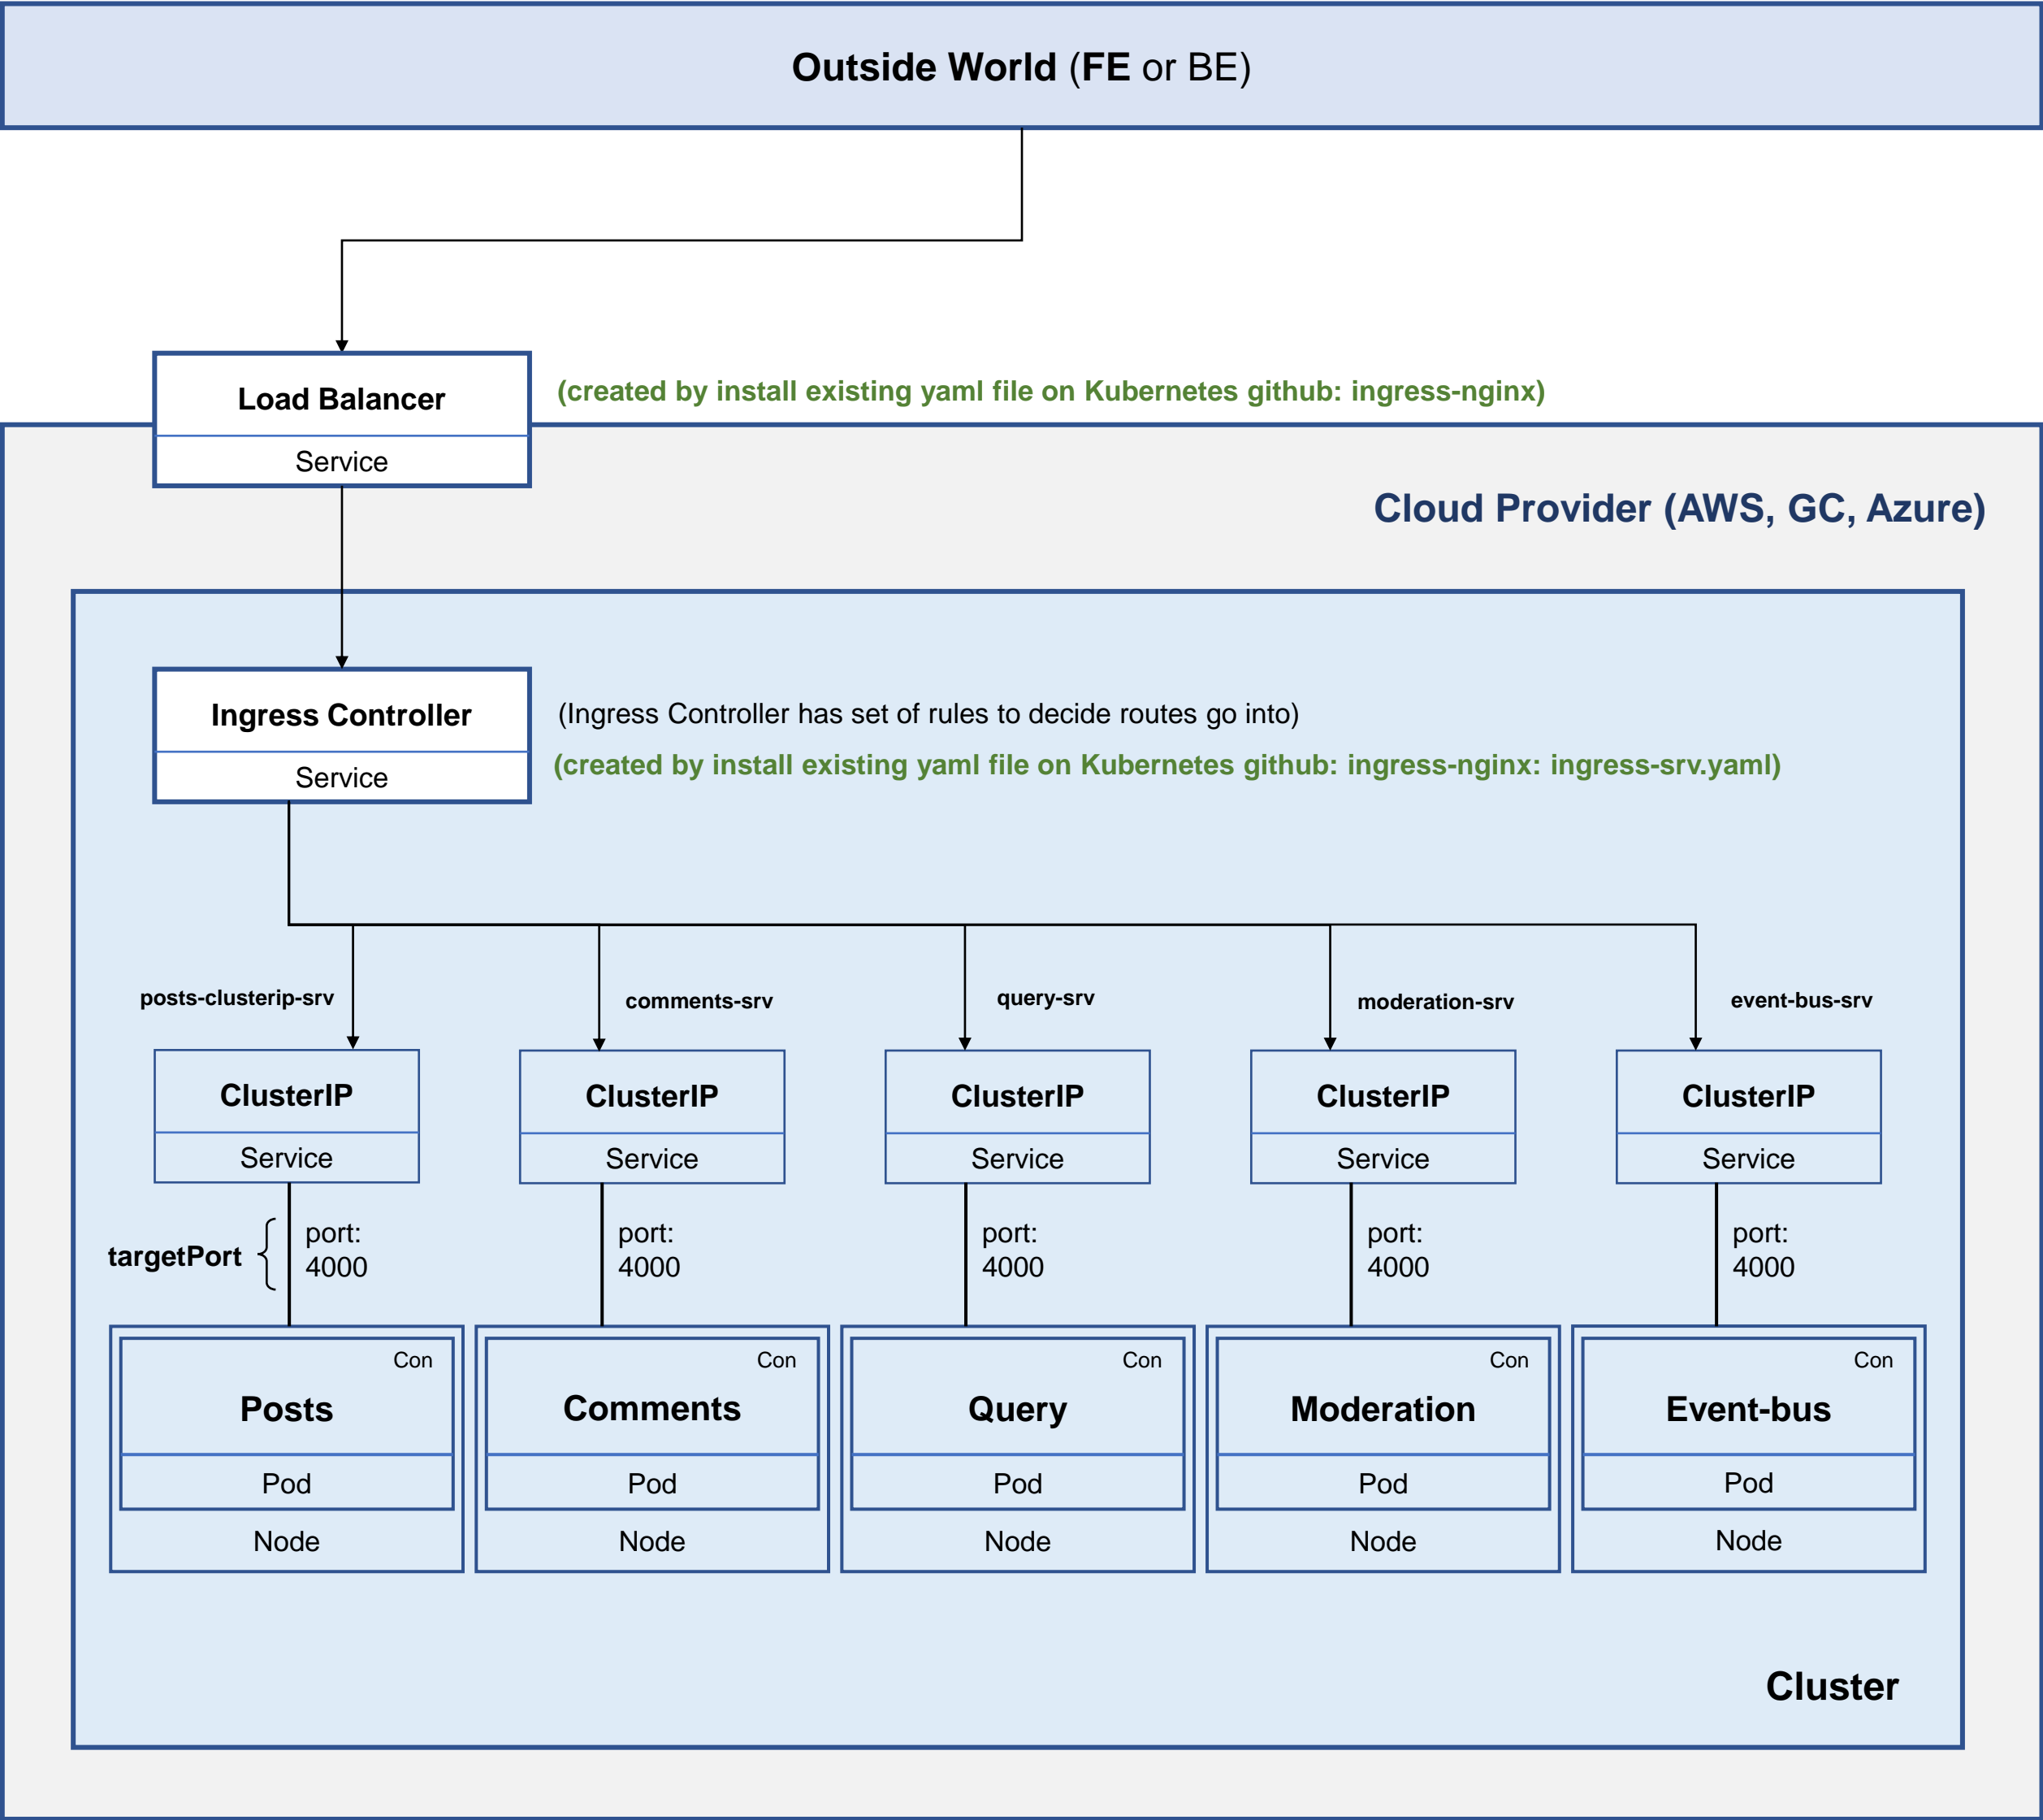 Outside World (FE or BE)
Load Balancer
Service
(created by install existing yaml file on Kubernetes github: ingress-nginx)
Cloud Provider (AWS, GC, Azure)
Ingress Controller
Service
(Ingress Controller has set of rules to decide routes go into)
(created by install existing yaml file on Kubernetes github: ingress-nginx: ingress-srv.yaml)
posts-clusterip-srv
comments-srv
query-srv
moderation-srv
event-bus-srv
ClusterIP
Service
ClusterIP
Service
ClusterIP
Service
ClusterIP
Service
ClusterIP
Service
targetPort
port:
4000
port:
4000
port:
4000
port:
4000
port:
4000
Con
Posts
Pod
Node
Con
Comments
Pod
Node
Con
Query
Pod
Node
Con
Moderation
Pod
Node
Con
Event-bus
Pod
Node
Cluster